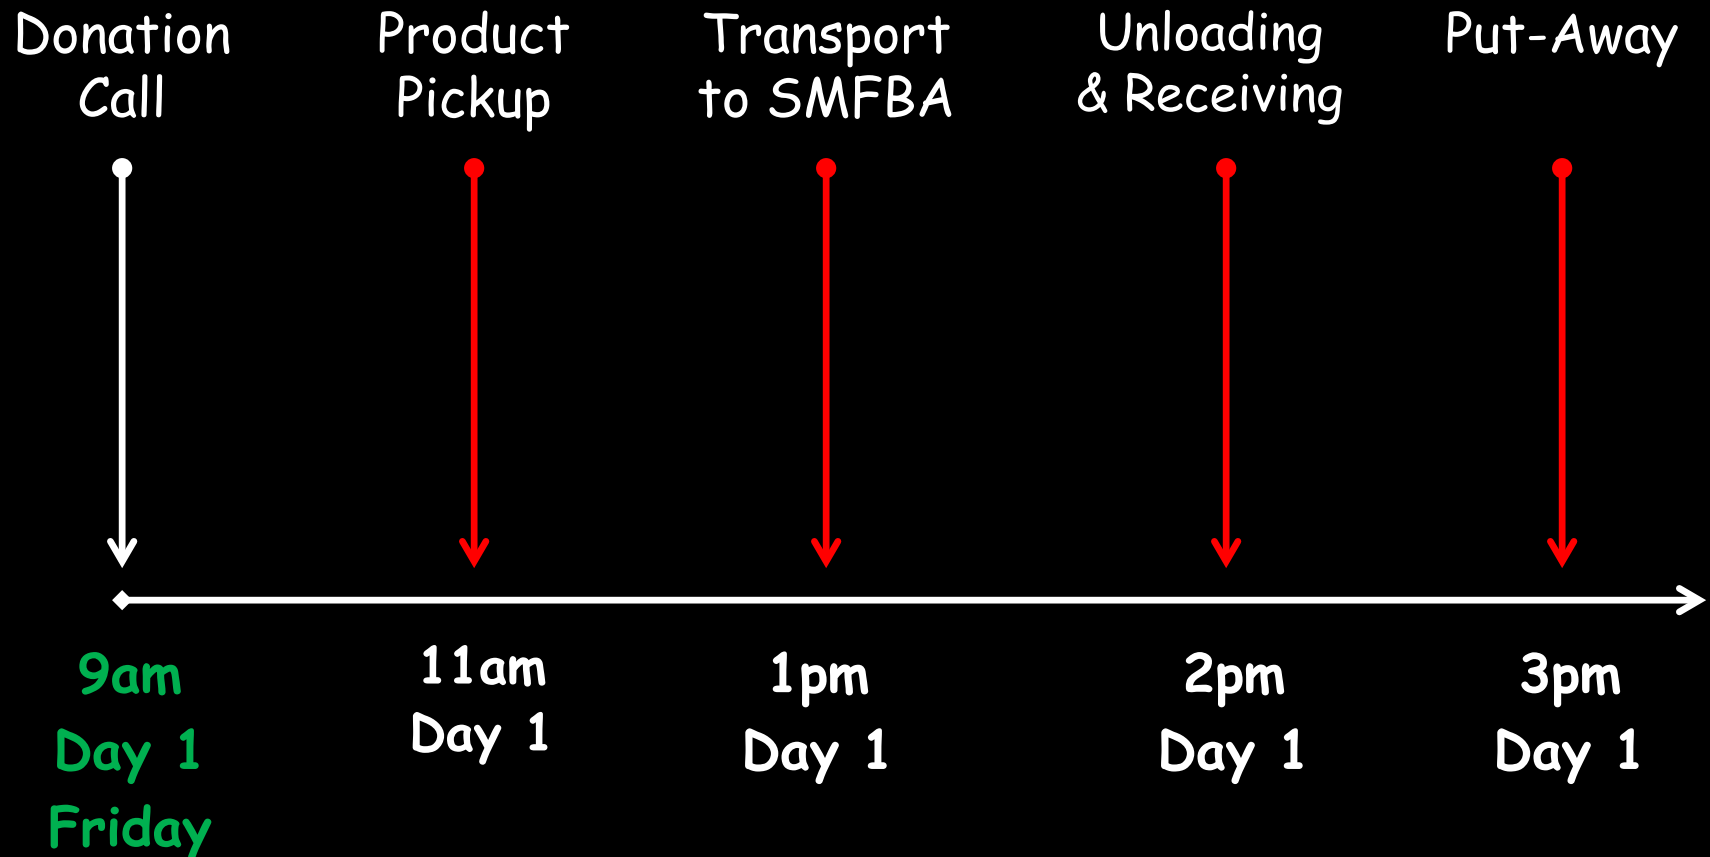 Donation
Call
Product
Pickup
Transport
to SMFBA
Unloading
& Receiving
Put-Away
9am
Day 1
Friday
11am
Day 1
1pm
Day 1
2pm
Day 1
3pm
Day 1